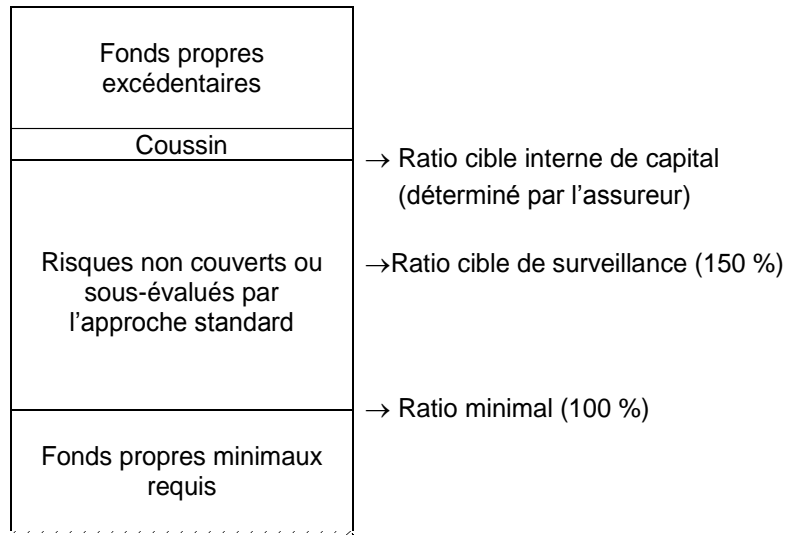 Fonds propres
excédentaires
Coussin
→ Ratio cible interne de capital
(déterminé par l'assureur)
Risques non couverts ou
sous-évalués par
l'approche standard
→Ratio cible de surveillance (150 %)
→ Ratio minimal (100 %)
Fonds propres minimaux
requis